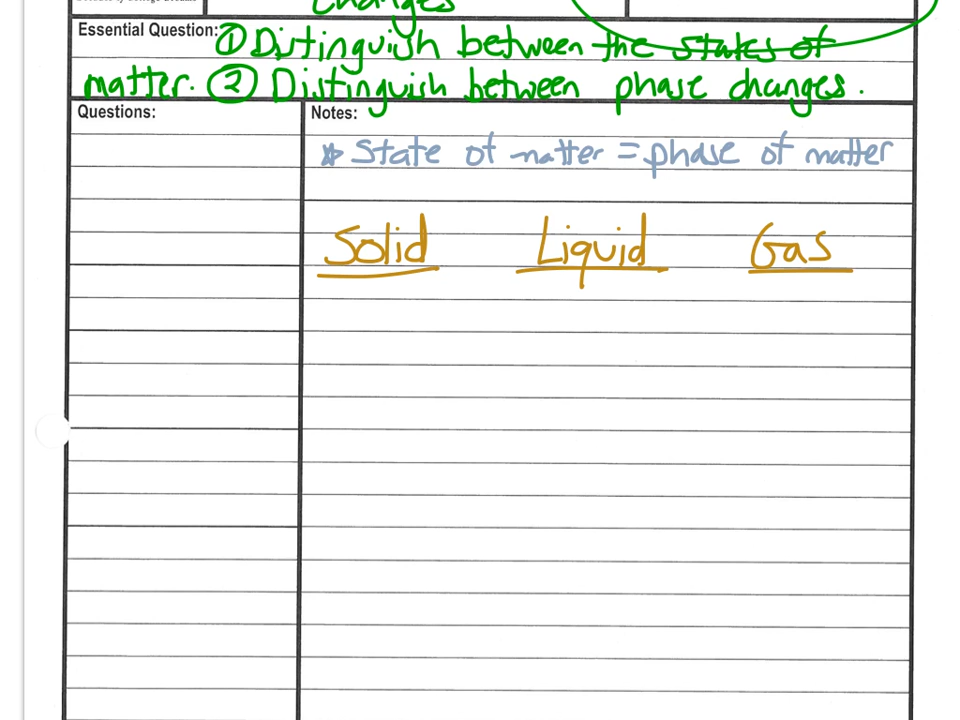 changes
Essential Question: ① Distinguish between the states of
matter. ② Distinguish between phase changes.
Questions: Notes:
State of matter = phase of matter
Solid Liquid Gas